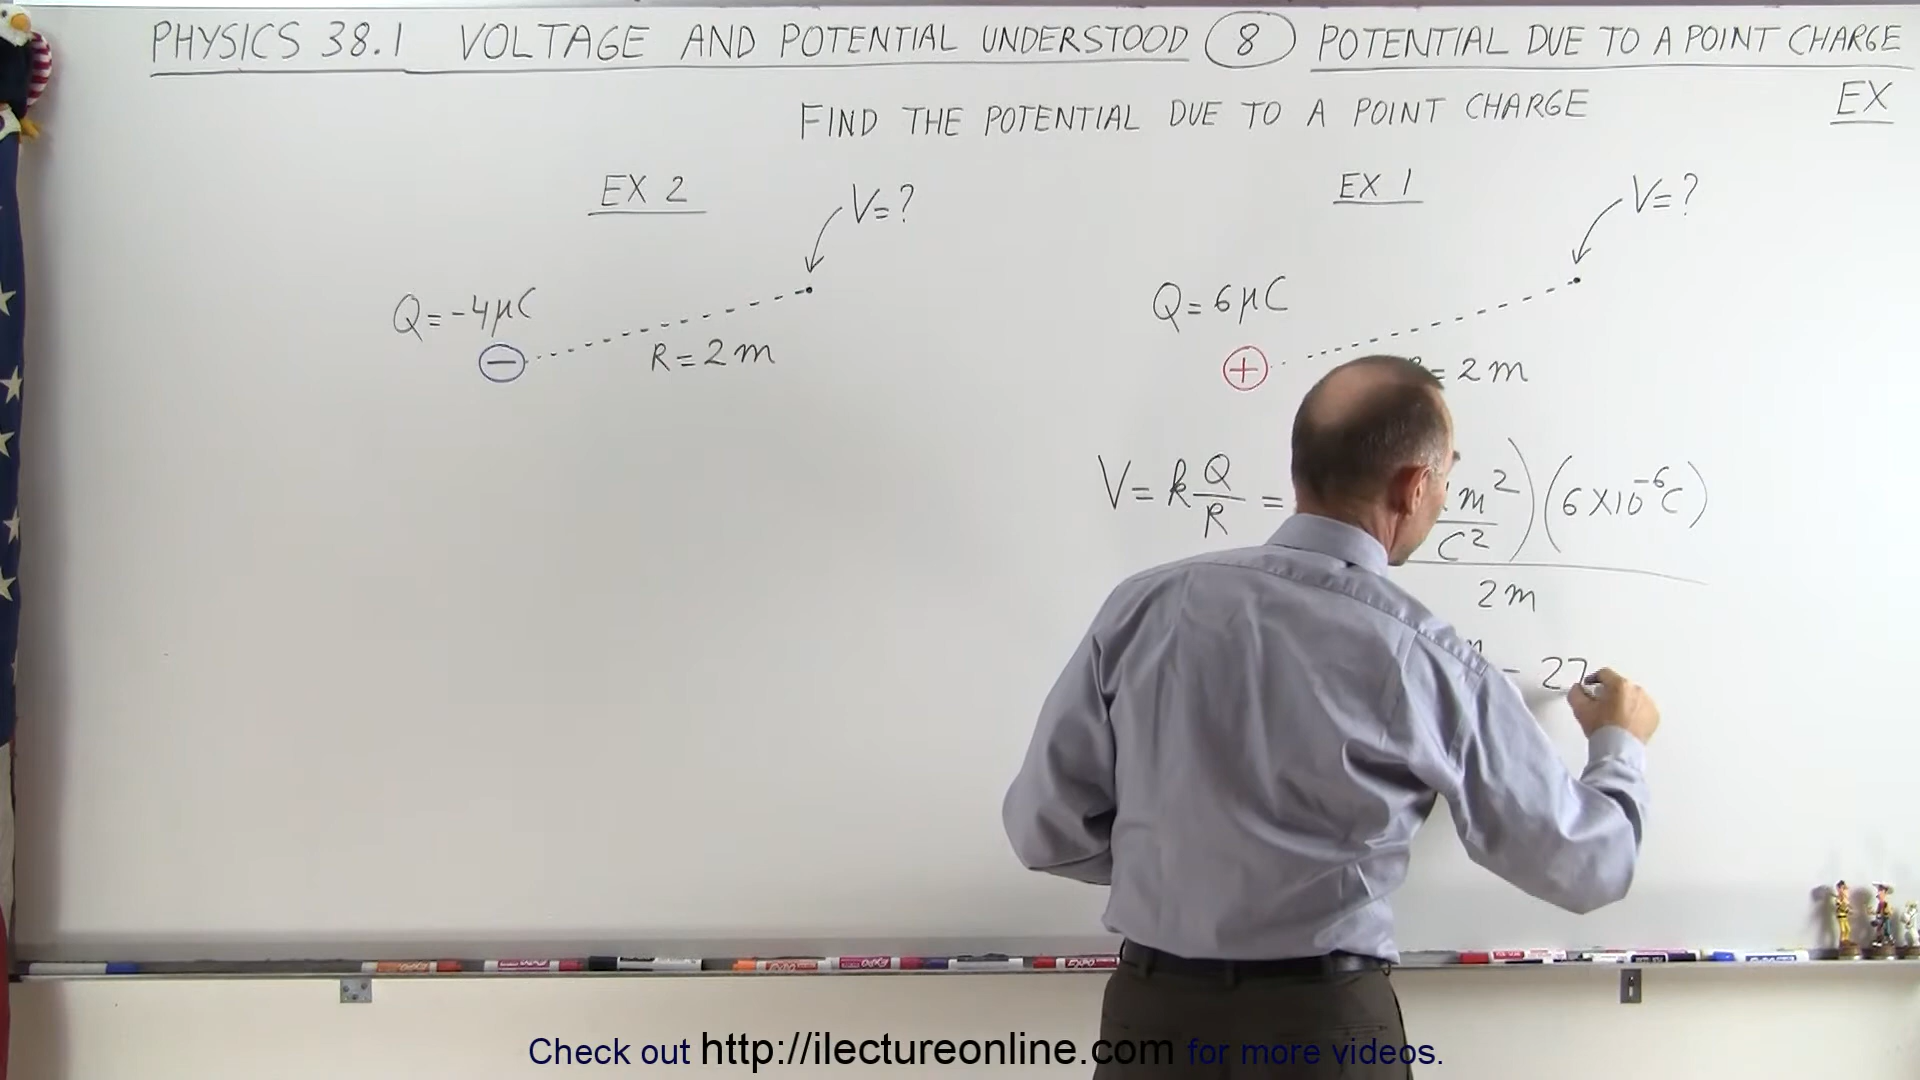 PHYSICS 38.1 VOLTAGE AND POTENTIAL UNDERSTOOD 8 POTENTIAL DUE TO A POINT CHARGE
EX
FIND THE POTENTIAL DUE TO A POINT CHARGE
EX 2
V=?
Q=-4μC
−
R=2m
EX 1
V=?
Q=6μC
+
= 2m
V= k Q/R = m²/C²)(6×10⁻⁶C)
2m
= 27
Check out http://ilectureonline.com for more videos.